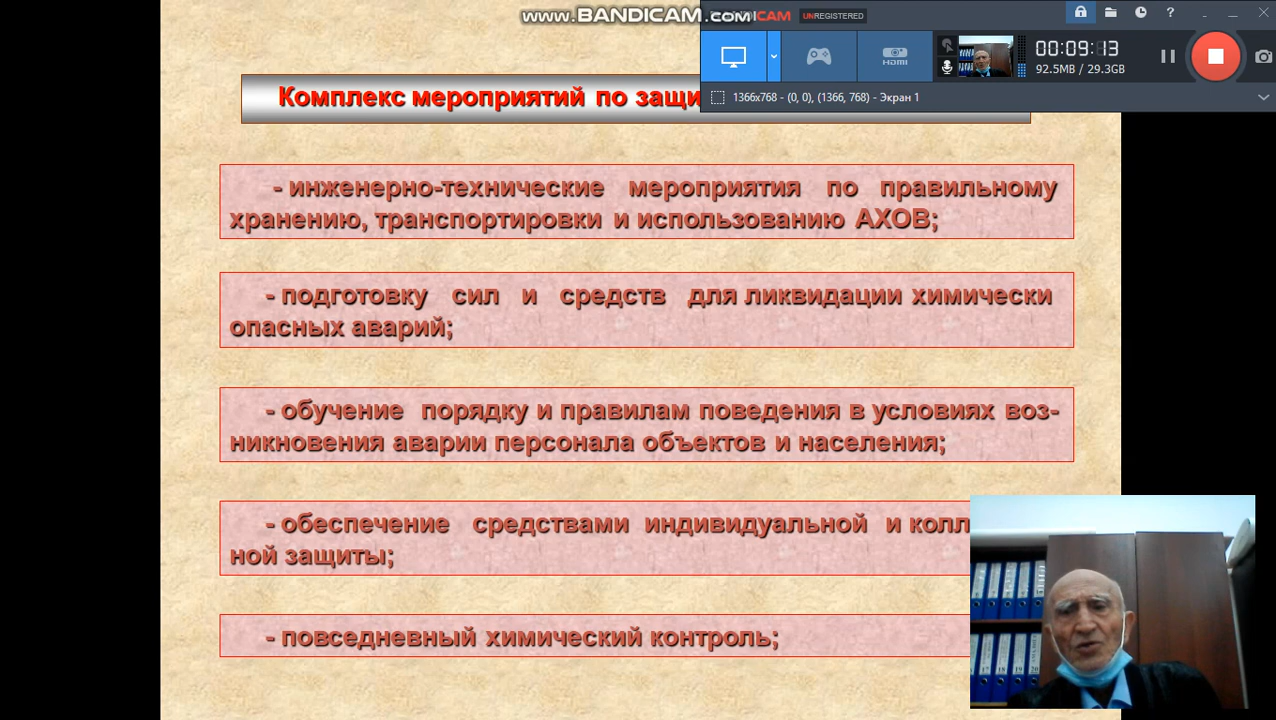 www.BANDICAM.com
UNREGISTERED
00:09:13
92.5MB / 29.3GB
HDMI
1366x768 - (0, 0), (1366, 768) - Экран 1
Комплекс мероприятий по
- инженерно-технические мероприятия по правильному
хранению, транспортировки и использованию АХОВ;
- подготовку сил и средств для ликвидации химически
опасных аварий;
- обучение порядку и правилам поведения в условиях воз-
никновения аварии персонала объектов и населения;
- обеспечение средствами индивидуальной и
ной защиты;
- повседневный химический контроль;